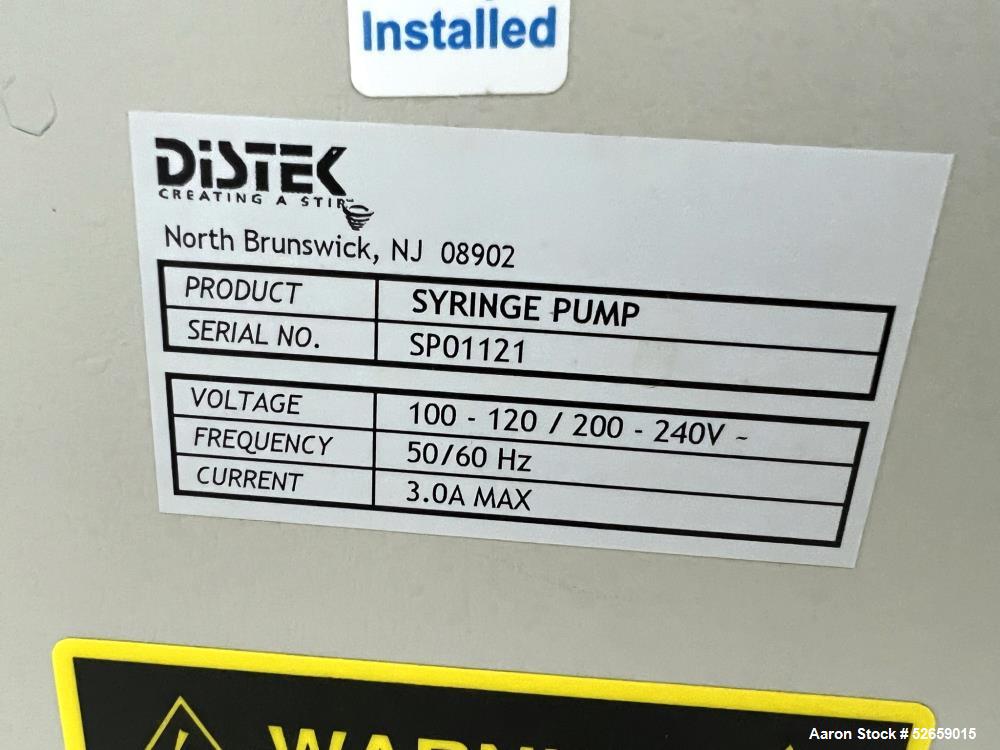 Installed
DiSTEK
CREATING A STIR
North Brunswick, NJ 08902
PRODUCT SYRINGE PUMP
SERIAL NO. SP01121
VOLTAGE 100 - 120 / 200 - 240V ~
FREQUENCY 50/60 Hz
CURRENT 3.0A MAX
Aaron Stock # 52659015